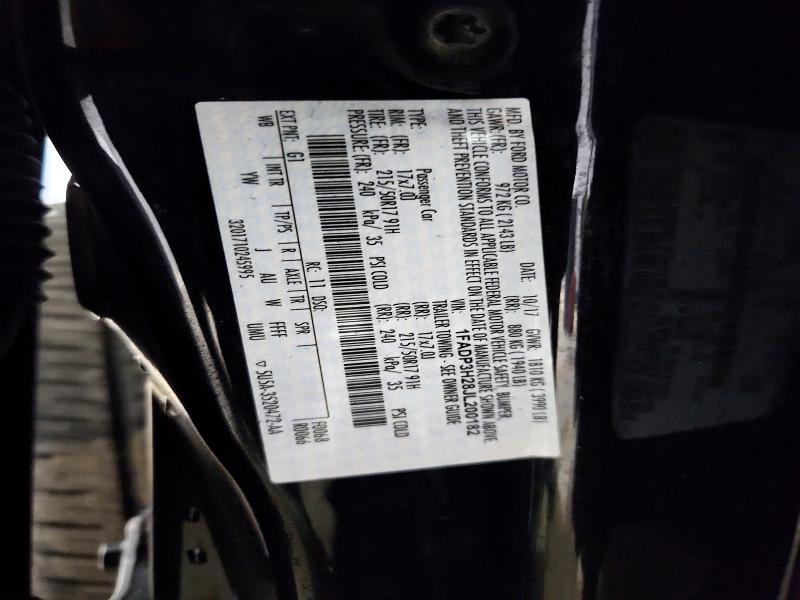 MFD. BY FORD MOTOR CO.
DATE: 10/17 GVWR: 1810 KG ( 3990 LB)
GAWR: (FR): 972 KG ( 2143 LB) (RR): 880 KG ( 1940 LB)
THIS VEHICLE CONFORMS TO ALL APPLICABLE FEDERAL MOTOR VEHICLE SAFETY BUMPER,
AND THEFT PREVENTION STANDARDS IN EFFECT ON THE DATE OF MANUFACTURE SHOWN ABOVE
VIN: 1FADP3H28JL200182
TYPE: Passenger Car TRAILER TOWING - SEE OWNER GUIDE
RIM: (FR): 17x7.0J (RR): 17x7.0J
TIRE: (FR): 215/50R17 91H (RR): 215/50R17 91H
PRESSURE (FR): 240 kPa/ 35 PSI COLD (RR): 240 kPa/ 35 PSI COLD
EXT PNT: G1 RC: 11 DSO: F0068
R0066
WB INT TR TP/PS R AXLE TR SPR
YW J AU W FFFF UMU
320171024S995 ▽ 5U5A-3520472-AA